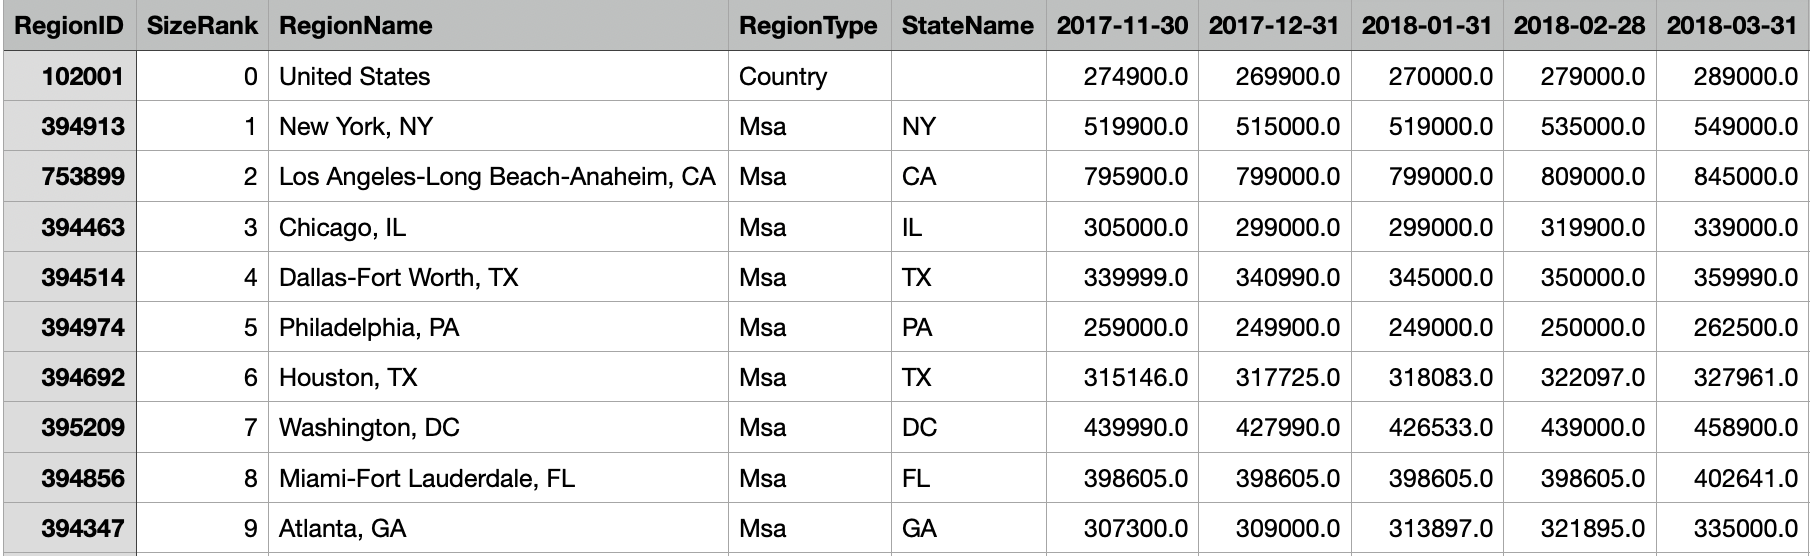 RegionID SizeRank RegionName RegionType StateName 2017-11-30 2017-12-31 2018-01-31 2018-02-28 2018-03-31
102001 0 United States Country 274900.0 269900.0 270000.0 279000.0 289000.0
394913 1 New York, NY Msa NY 519900.0 515000.0 519000.0 535000.0 549000.0
753899 2 Los Angeles-Long Beach-Anaheim, CA Msa CA 795900.0 799000.0 799000.0 809000.0 845000.0
394463 3 Chicago, IL Msa IL 305000.0 299000.0 299000.0 319900.0 339000.0
394514 4 Dallas-Fort Worth, TX Msa TX 339999.0 340990.0 345000.0 350000.0 359990.0
394974 5 Philadelphia, PA Msa PA 259000.0 249900.0 249000.0 250000.0 262500.0
394692 6 Houston, TX Msa TX 315146.0 317725.0 318083.0 322097.0 327961.0
395209 7 Washington, DC Msa DC 439990.0 427990.0 426533.0 439000.0 458900.0
394856 8 Miami-Fort Lauderdale, FL Msa FL 398605.0 398605.0 398605.0 398605.0 402641.0
394347 9 Atlanta, GA Msa GA 307300.0 309000.0 313897.0 321895.0 335000.0